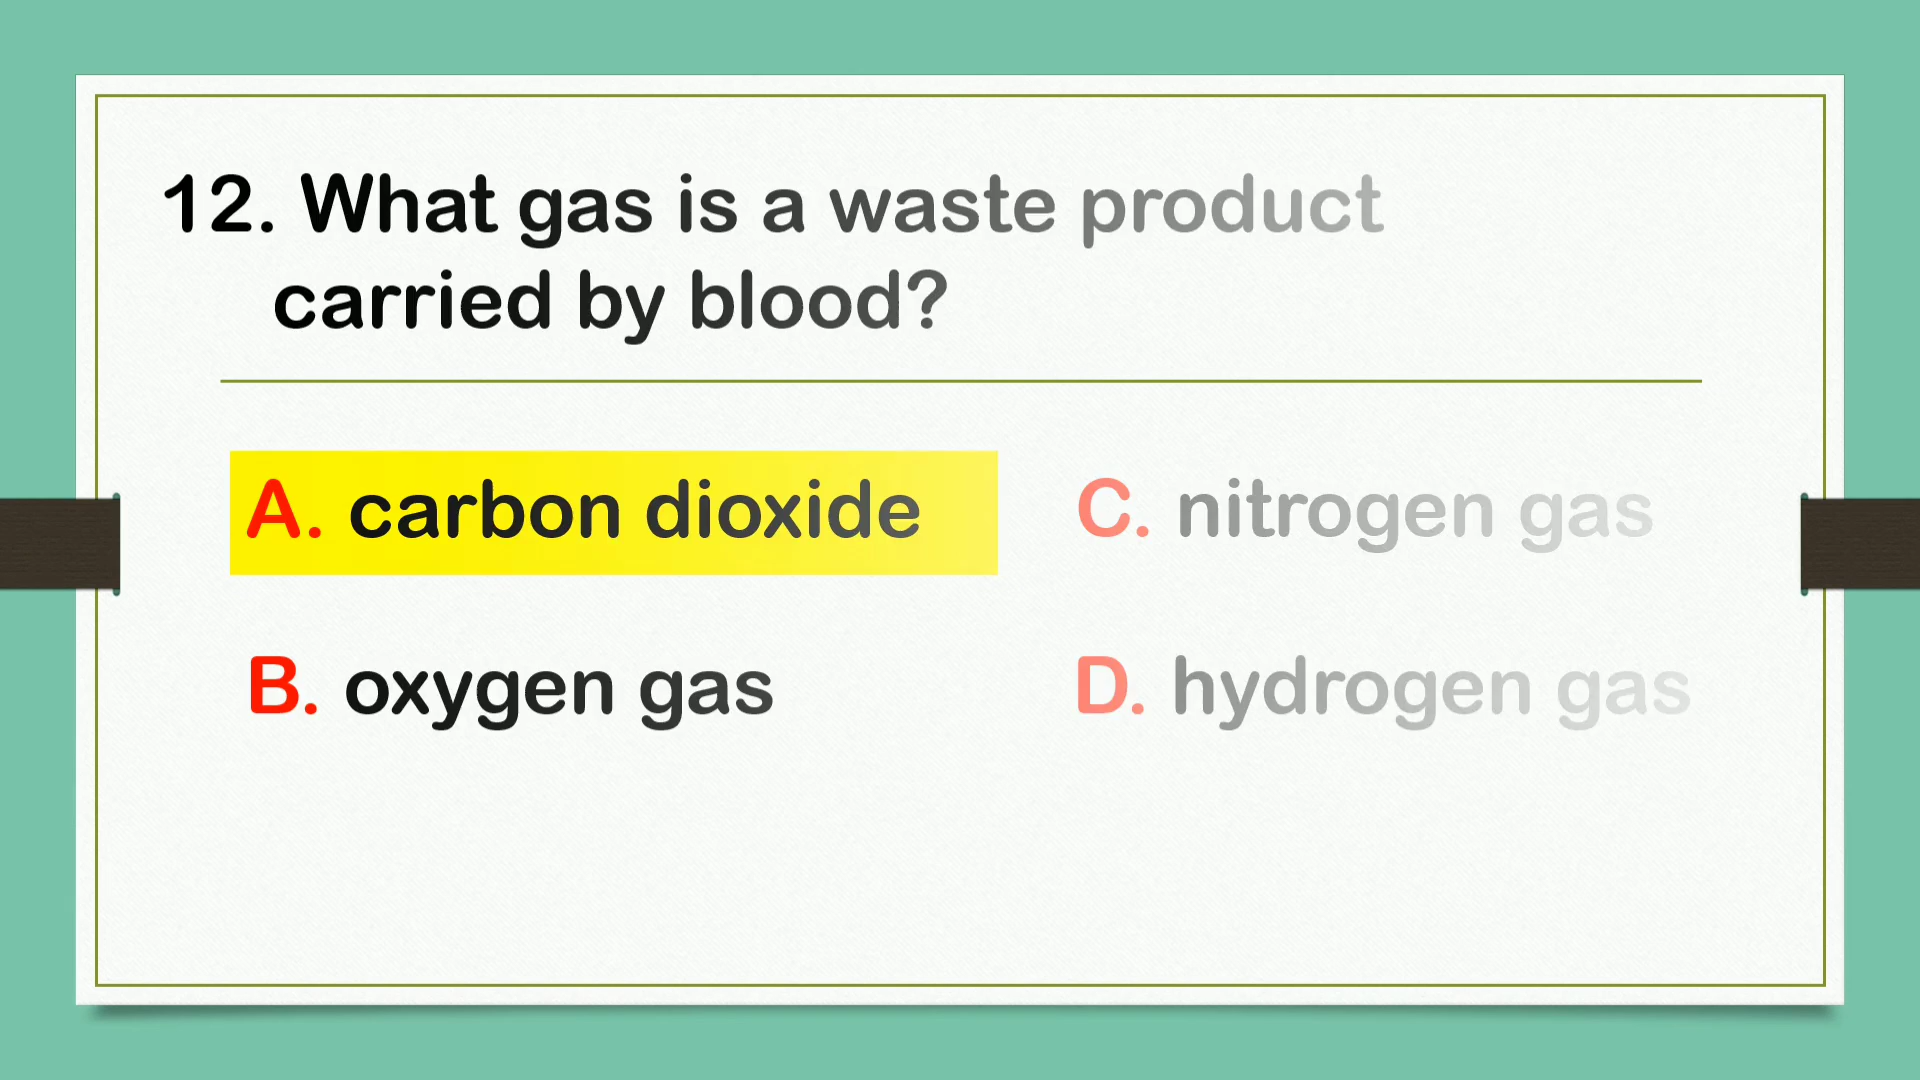 12. What gas is a waste product
carried by blood?
A. carbon dioxide
B. oxygen gas
C. nitrogen gas
D. hydrogen gas